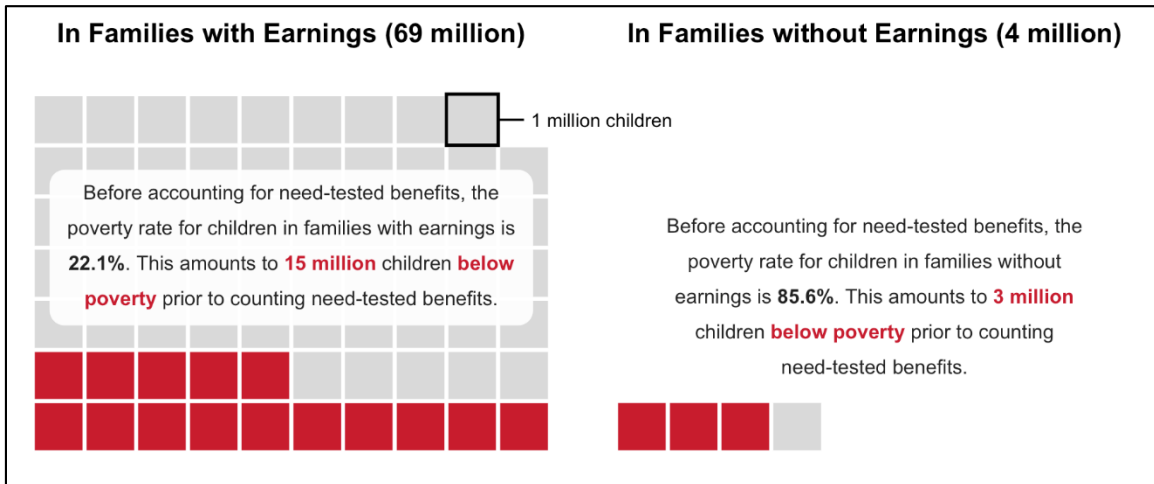 In Families with Earnings (69 million)
In Families without Earnings (4 million)
1 million children
Before accounting for need-tested benefits, the
poverty rate for children in families with earnings is
22.1%. This amounts to 15 million children below
poverty prior to counting need-tested benefits.
Before accounting for need-tested benefits, the
poverty rate for children in families without
earnings is 85.6%. This amounts to 3 million
children below poverty prior to counting
need-tested benefits.